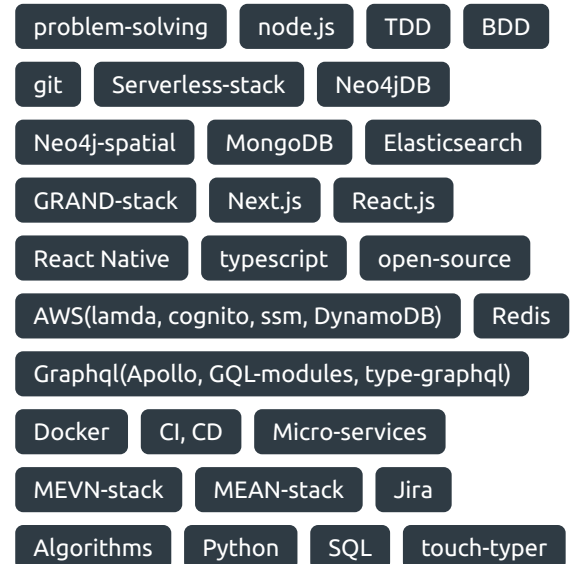 problem-solving node.js TDD BDD
git Serverless-stack Neo4jDB
Neo4j-spatial MongoDB Elasticsearch
GRAND-stack Next.js React.js
React Native typescript open-source
AWS(lamda, cognito, ssm, DynamoDB) Redis
Graphql(Apollo, GQL-modules, type-graphql)
Docker CI, CD Micro-services
MEVN-stack MEAN-stack Jira
Algorithms Python SQL touch-typer